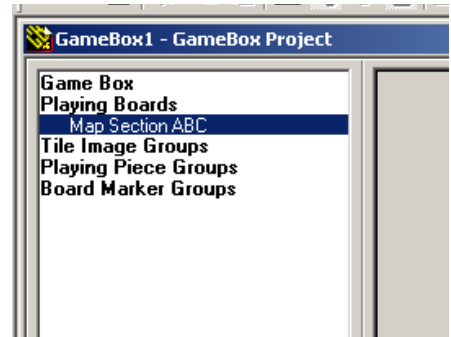 GameBox1 - GameBox Project
Game Box
Playing Boards
Map Section ABC
Tile Image Groups
Playing Piece Groups
Board Marker Groups